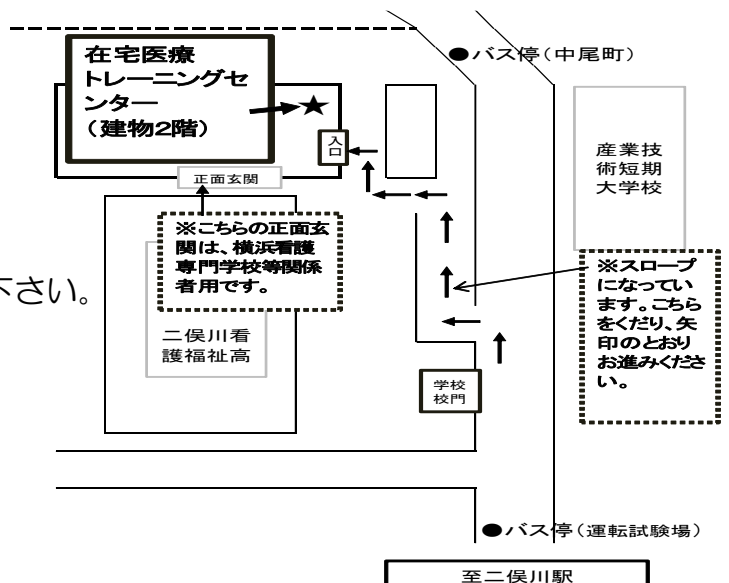 ●バス停(中尾町)
在宅医療
トレーニングセ
ンター
(建物2階)
★
入
口
正面玄関
産業技
術短期
大学校
※こちらの正面玄
関は、横浜看護
専門学校等関係
者用です。
下さい。
※スロープ
になってい
ます。こちら
をくだり、矢
印のとおり
お進みくださ
い。
二俣川看
護福祉高
学校
校門
●バス停(運転試験場)
至二俣川駅